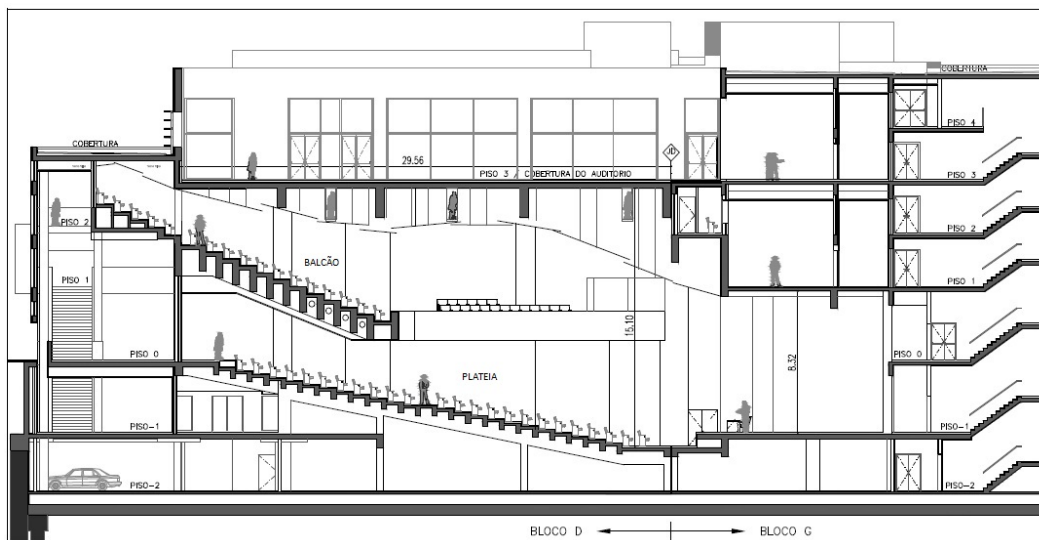 COBERTURA
PISO 4
COBERTURA
29.56
JD
PISO 3 / COBERTURA DO AUDITÓRIO
PISO 3
PISO 2
PISO 2
BALCÃO
PISO 1
PISO 1
15.10
PISO 0
PISO 0
8.32
PLATEIA
PISO-1
PISO-1
PISO-2
PISO-2
BLOCO D
BLOCO G